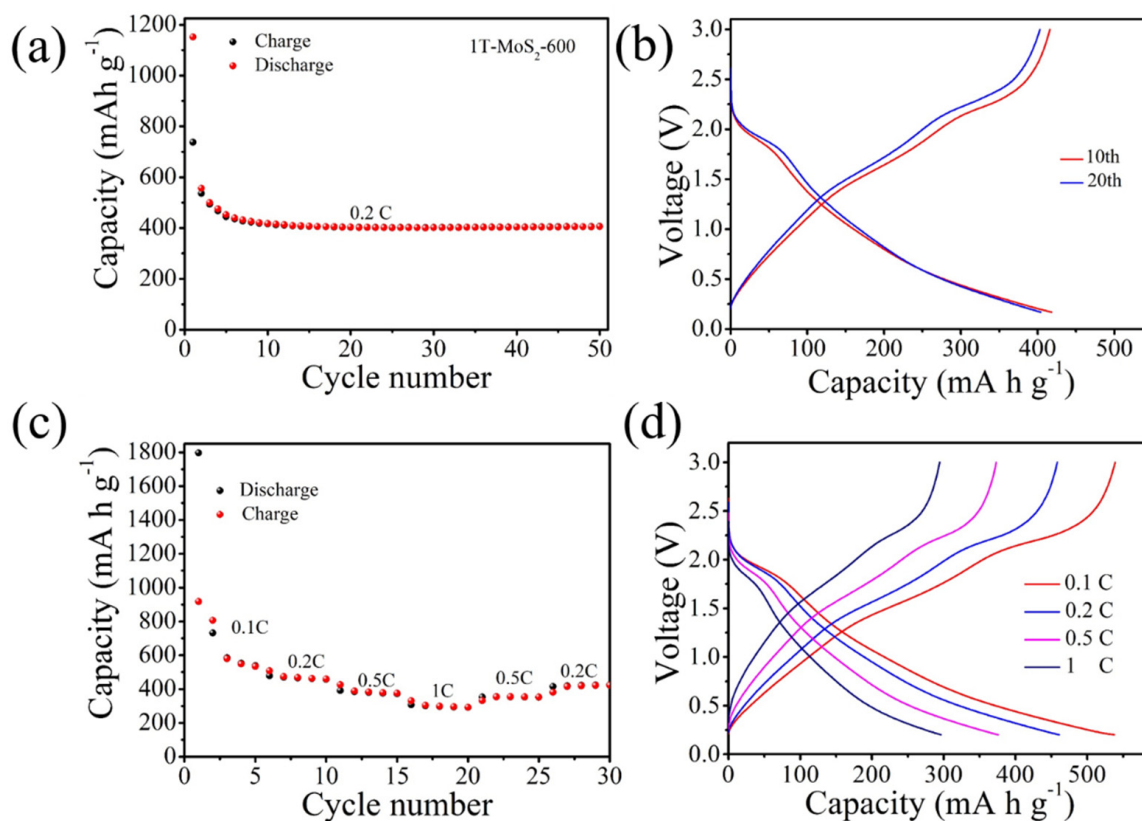 (a)
1200
1000
800
600
400
200
0
Capacity (mAh g⁻¹)
Charge
Discharge
1T-MoS₂-600
0.2 C
0 10 20 30 40 50
Cycle number
(b)
3.0
2.5
2.0
1.5
1.0
0.5
0.0
Voltage (V)
10th
20th
0 100 200 300 400 500
Capacity (mA h g⁻¹)
(c)
1800
1600
1400
1200
1000
800
600
400
200
0
Capacity (mA h g⁻¹)
Discharge
Charge
0.1C
0.2C
0.5C
1C
0.5C
0.2C
0 5 10 15 20 25 30
Cycle number
(d)
3.0
2.5
2.0
1.5
1.0
0.5
0.0
Voltage (V)
0.1 C
0.2 C
0.5 C
1 C
0 100 200 300 400 500
Capacity (mA h g⁻¹)